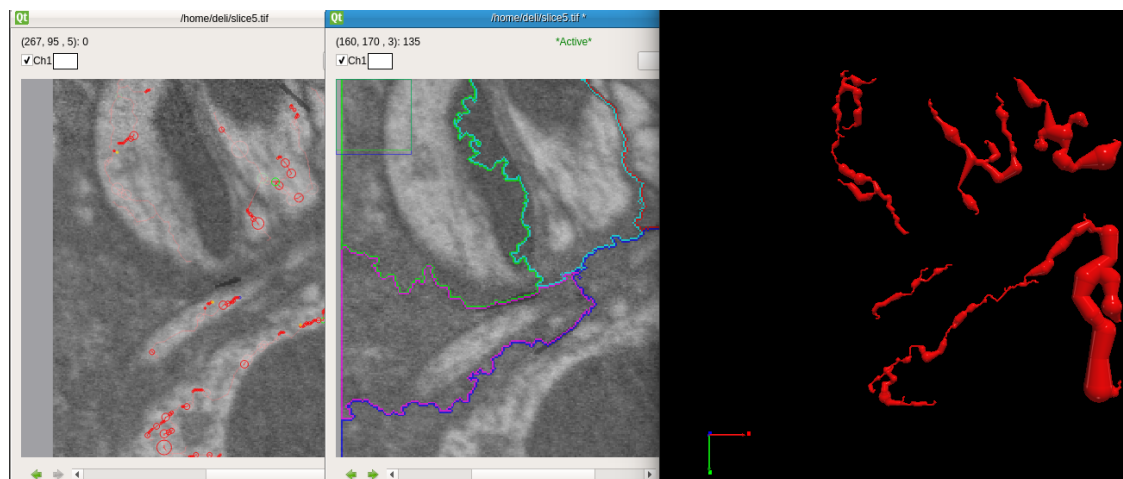 Qt /home/deli/slice5.tif
(267, 95 , 5): 0
Ch1
Qt /home/deli/slice5.tif *
(160, 170 , 3): 135 *Active*
Ch1